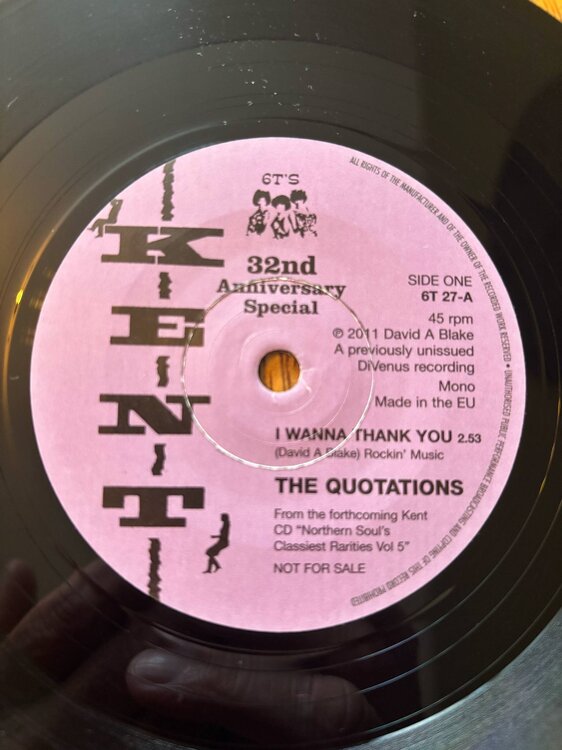 6T'S
KENT
32nd
Anniversary
Special
SIDE ONE
6T 27-A
45 rpm
℗ 2011 David A Blake
A previously unissued
DiVenus recording
Mono
Made in the EU
I WANNA THANK YOU 2.53
(David A Blake) Rockin' Music
THE QUOTATIONS
From the forthcoming Kent
CD "Northern Soul's
Classiest Rarities Vol 5"
NOT FOR SALE
ALL RIGHTS OF THE MANUFACTURER AND OF THE OWNER OF THE RECORDED WORK RESERVED • UNAUTHORISED PUBLIC PERFORMANCE BROADCASTING AND COPYING OF THIS RECORD PROHIBITED